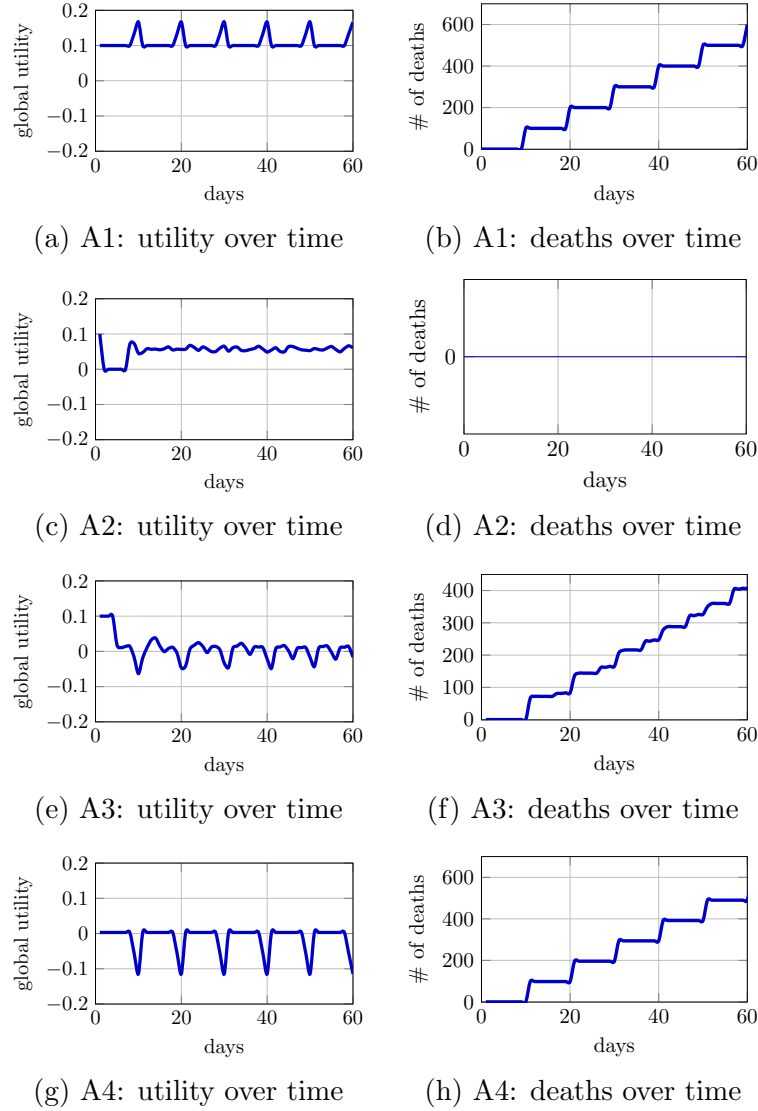 0.2
0.1
0
−0.1
−0.2
global utility
0 20 40 60
days
600
400
200
0
# of deaths
0 20 40 60
days
(a) A1: utility over time
(b) A1: deaths over time
0.2
0.1
0
−0.1
−0.2
global utility
0 20 40 60
days
0
# of deaths
0 20 40 60
days
(c) A2: utility over time
(d) A2: deaths over time
0.2
0.1
0
−0.1
−0.2
global utility
0 20 40 60
days
400
300
200
100
0
# of deaths
0 20 40 60
days
(e) A3: utility over time
(f) A3: deaths over time
0.2
0.1
0
−0.1
−0.2
global utility
0 20 40 60
days
600
400
200
0
# of deaths
0 20 40 60
days
(g) A4: utility over time
(h) A4: deaths over time